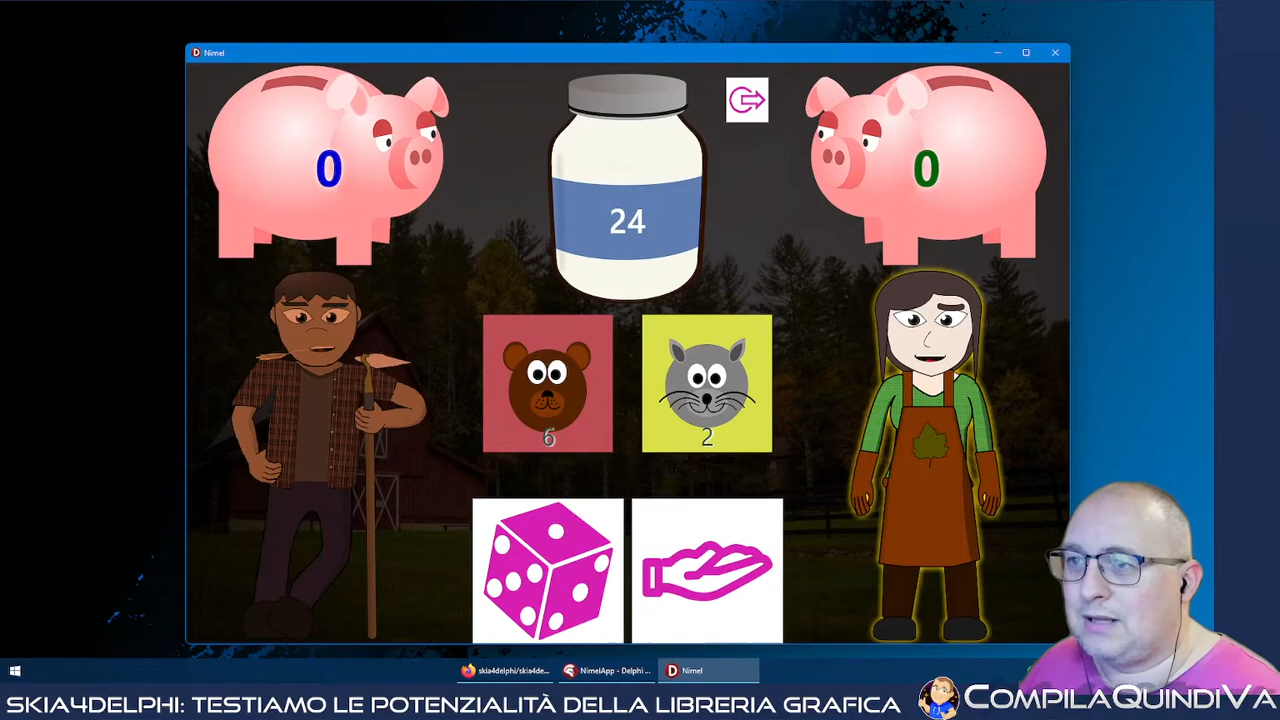 Nimel
0
24
0
6
2
skia4delphi/skia4de...
NimelApp - Delphi ...
Nimel
SKIA4DELPHI: TESTIAMO LE POTENZIALITÀ DELLA LIBRERIA GRAFICA
COMPILAQUINDIVA